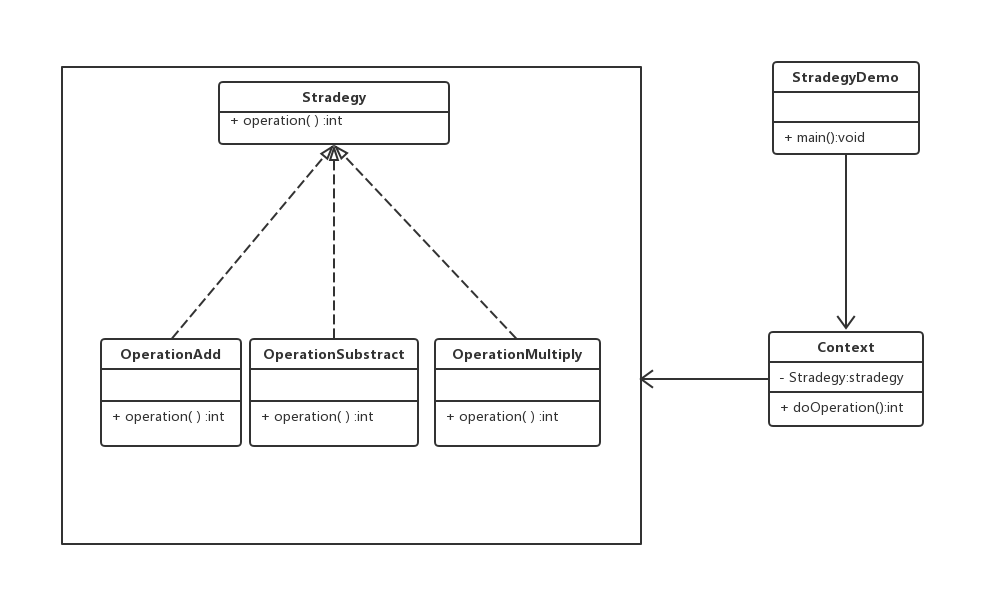 Stradegy
+ operation( ) :int
StradegyDemo
+ main():void
OperationAdd
+ operation( ) :int
OperationSubstract
+ operation( ) :int
OperationMultiply
+ operation( ) :int
Context
- Stradegy:stradegy
+ doOperation():int